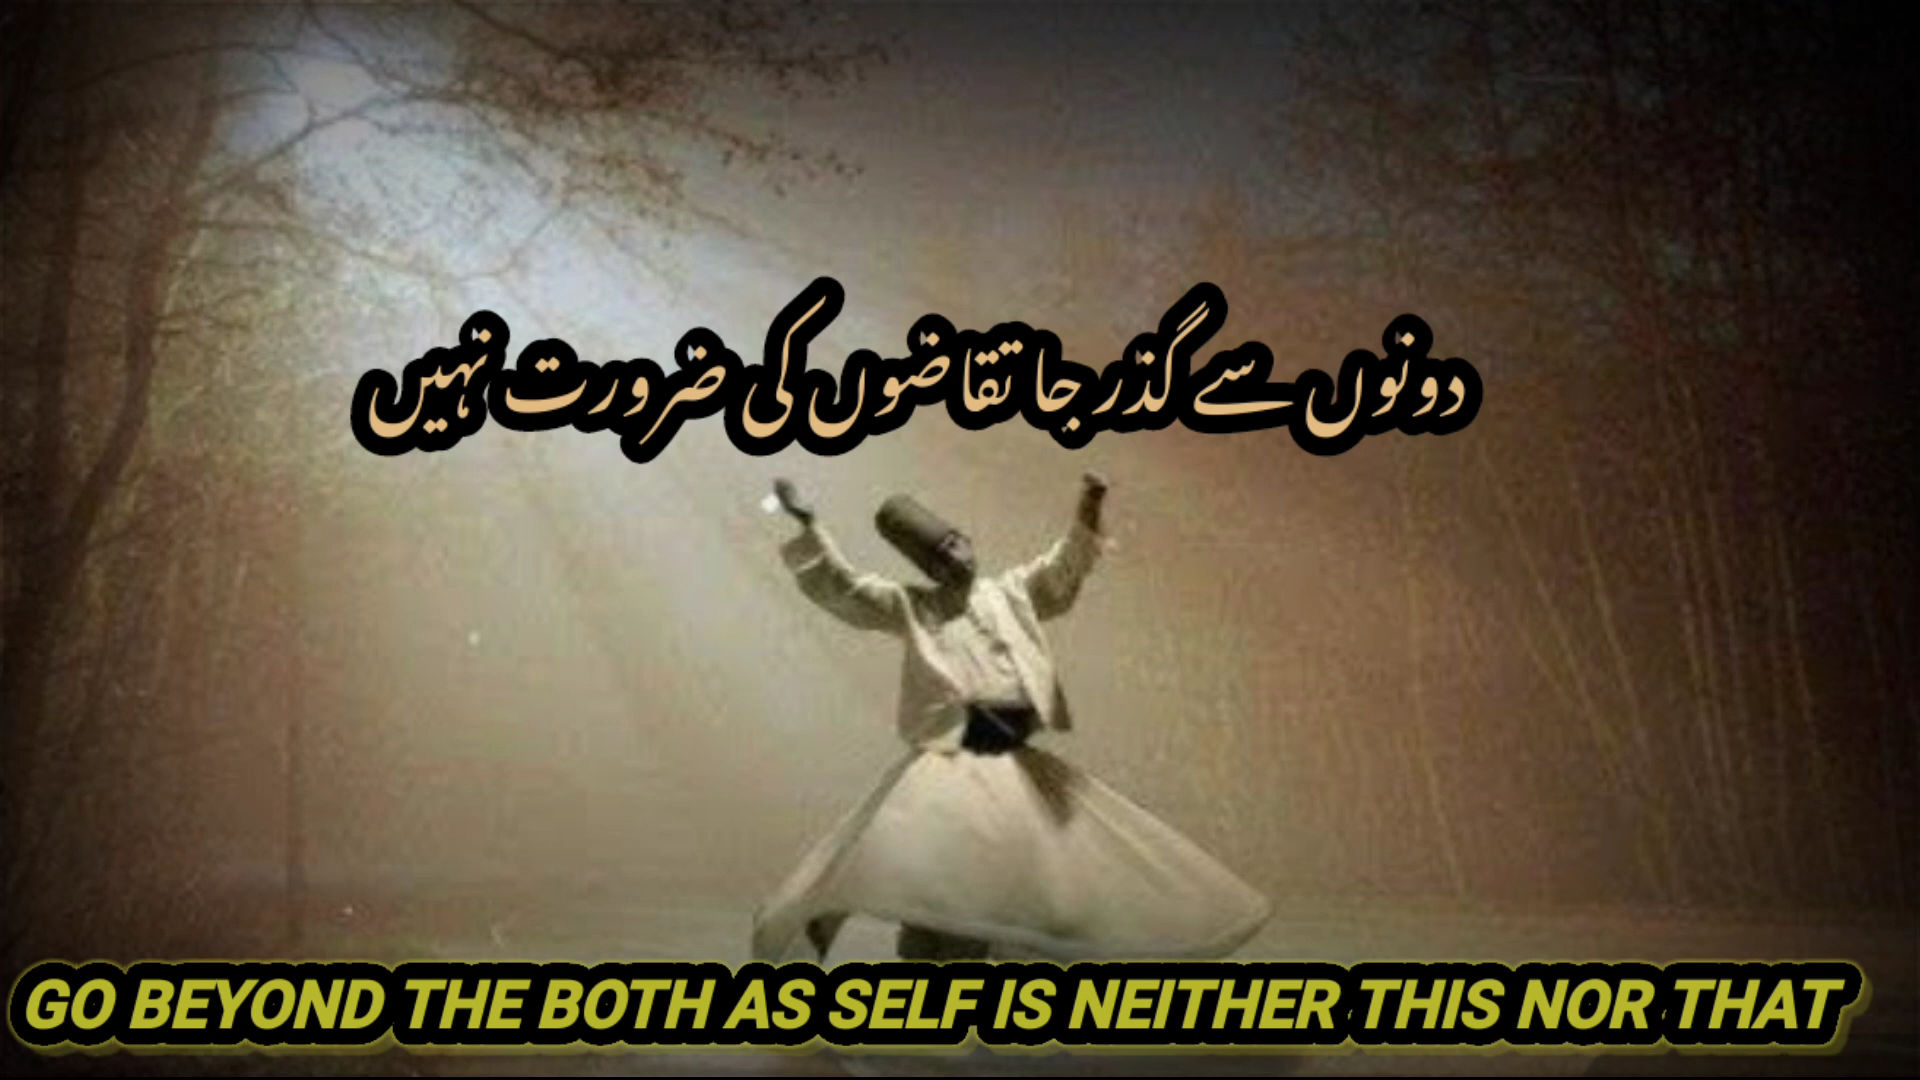 دونوں سے گذر جا تقاضوں کی ضرورت نہیں
GO BEYOND THE BOTH AS SELF IS NEITHER THIS NOR THAT